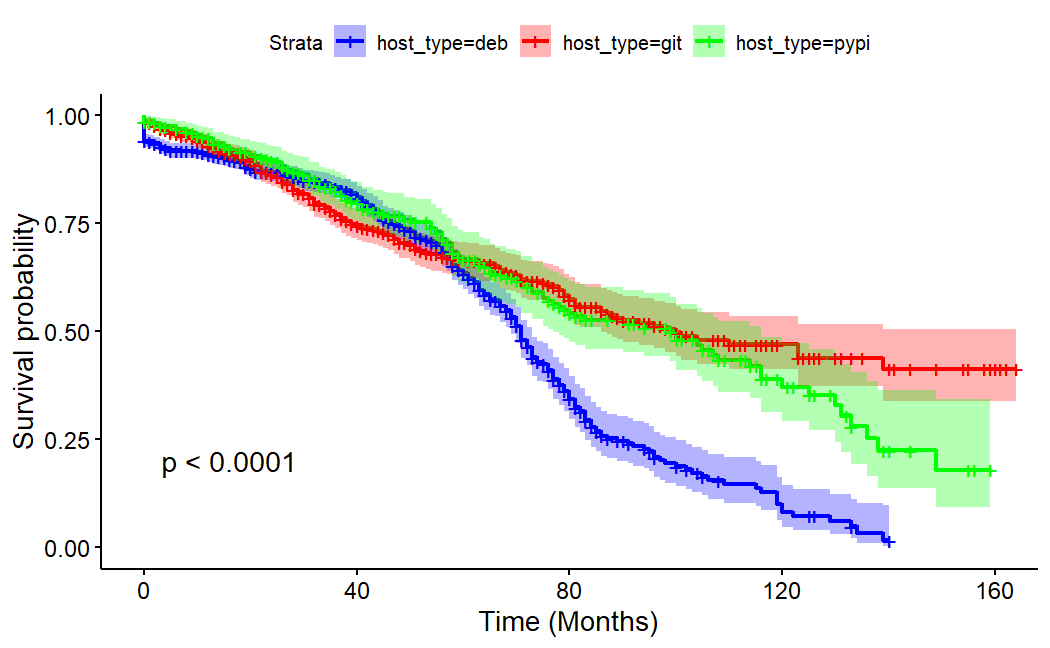 Strata host_type=deb host_type=git host_type=pypi
1.00
0.75
0.50
0.25
0.00
Survival probability
p < 0.0001
0 40 80 120 160
Time (Months)